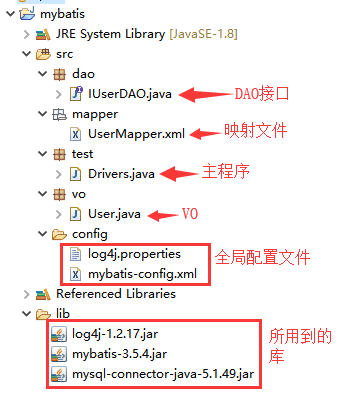 mybatis
JRE System Library [JavaSE-1.8]
src
dao
IUserDAO.java DAO接口
mapper
UserMapper.xml 映射文件
test
Drivers.java 主程序
vo
User.java VO
config
log4j.properties
mybatis-config.xml
全局配置文件
Referenced Libraries
lib
log4j-1.2.17.jar
mybatis-3.5.4.jar
mysql-connector-java-5.1.49.jar
所用到的
库